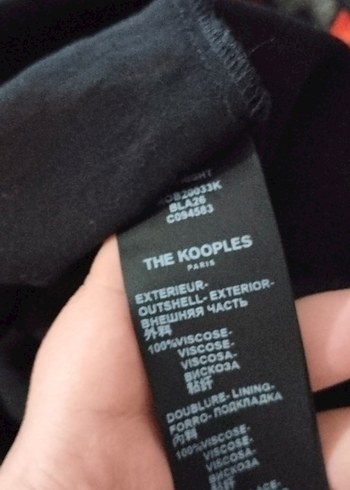 BLA26
C094583
THE KOOPLES
PARIS
EXTERIEUR-
OUTSHELL- EXTERIOR-
ВНЕШНЯЯ ЧАСТЬ
外料
100%VISCOSE-
VISCOSE-
VISCOSA-
ВИСКОЗА
粘纤
DOUBLURE- LINING-
FORRO- ПОДКЛАДКА
内料
100%VISCOSE-
VISCOSE-
VISCOSA-
ВИСКОЗА